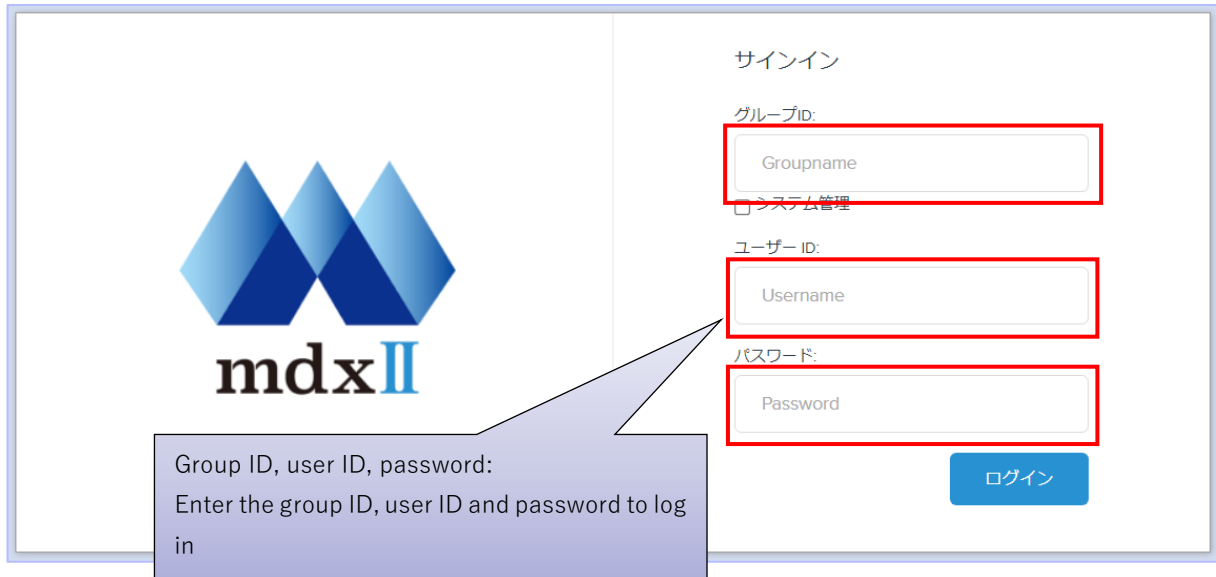 サインイン
グループID:
Groupname
システム管理
ユーザー ID:
Username
パスワード:
Password
ログイン
mdxⅡ
Group ID, user ID, password:
Enter the group ID, user ID and password to log
in